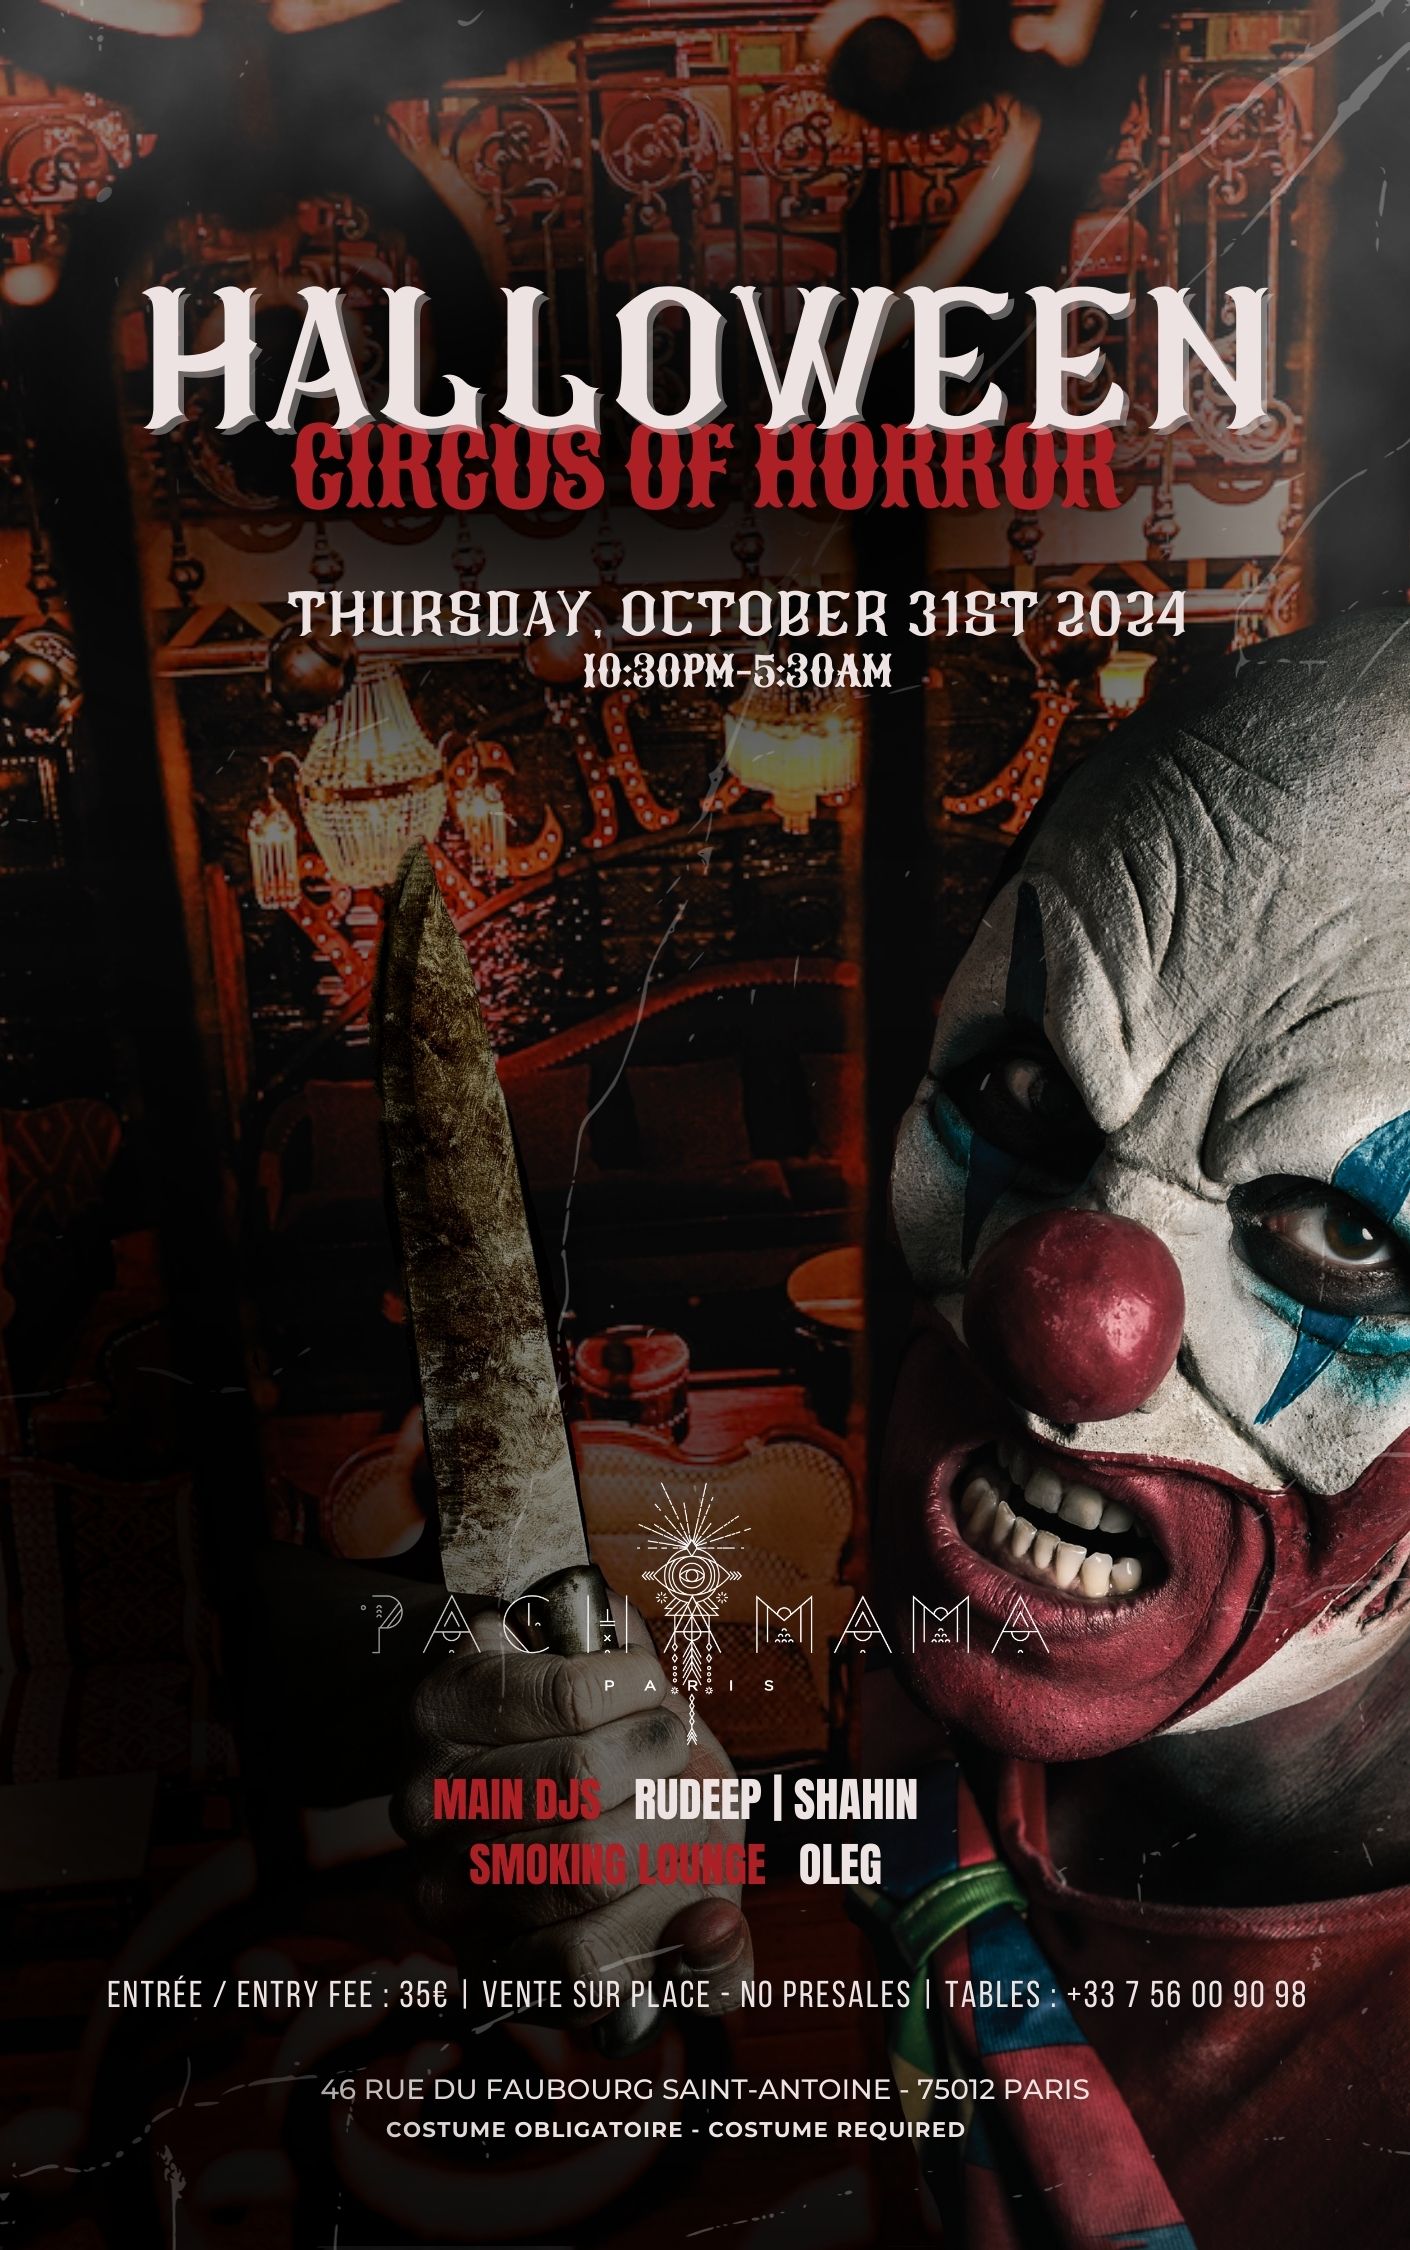 HALLOWEEN
CIRCUS OF HORROR
THURSDAY, OCTOBER 31ST 2024
10:30PM-5:30AM
PACHAMAMA
PARIS
MAIN DJS RUDEEP | SHAHIN
SMOKING LOUNGE OLEG
ENTRÉE / ENTRY FEE : 35€ | VENTE SUR PLACE - NO PRESALES | TABLES : +33 7 56 00 90 98
46 RUE DU FAUBOURG SAINT-ANTOINE - 75012 PARIS
COSTUME OBLIGATOIRE - COSTUME REQUIRED